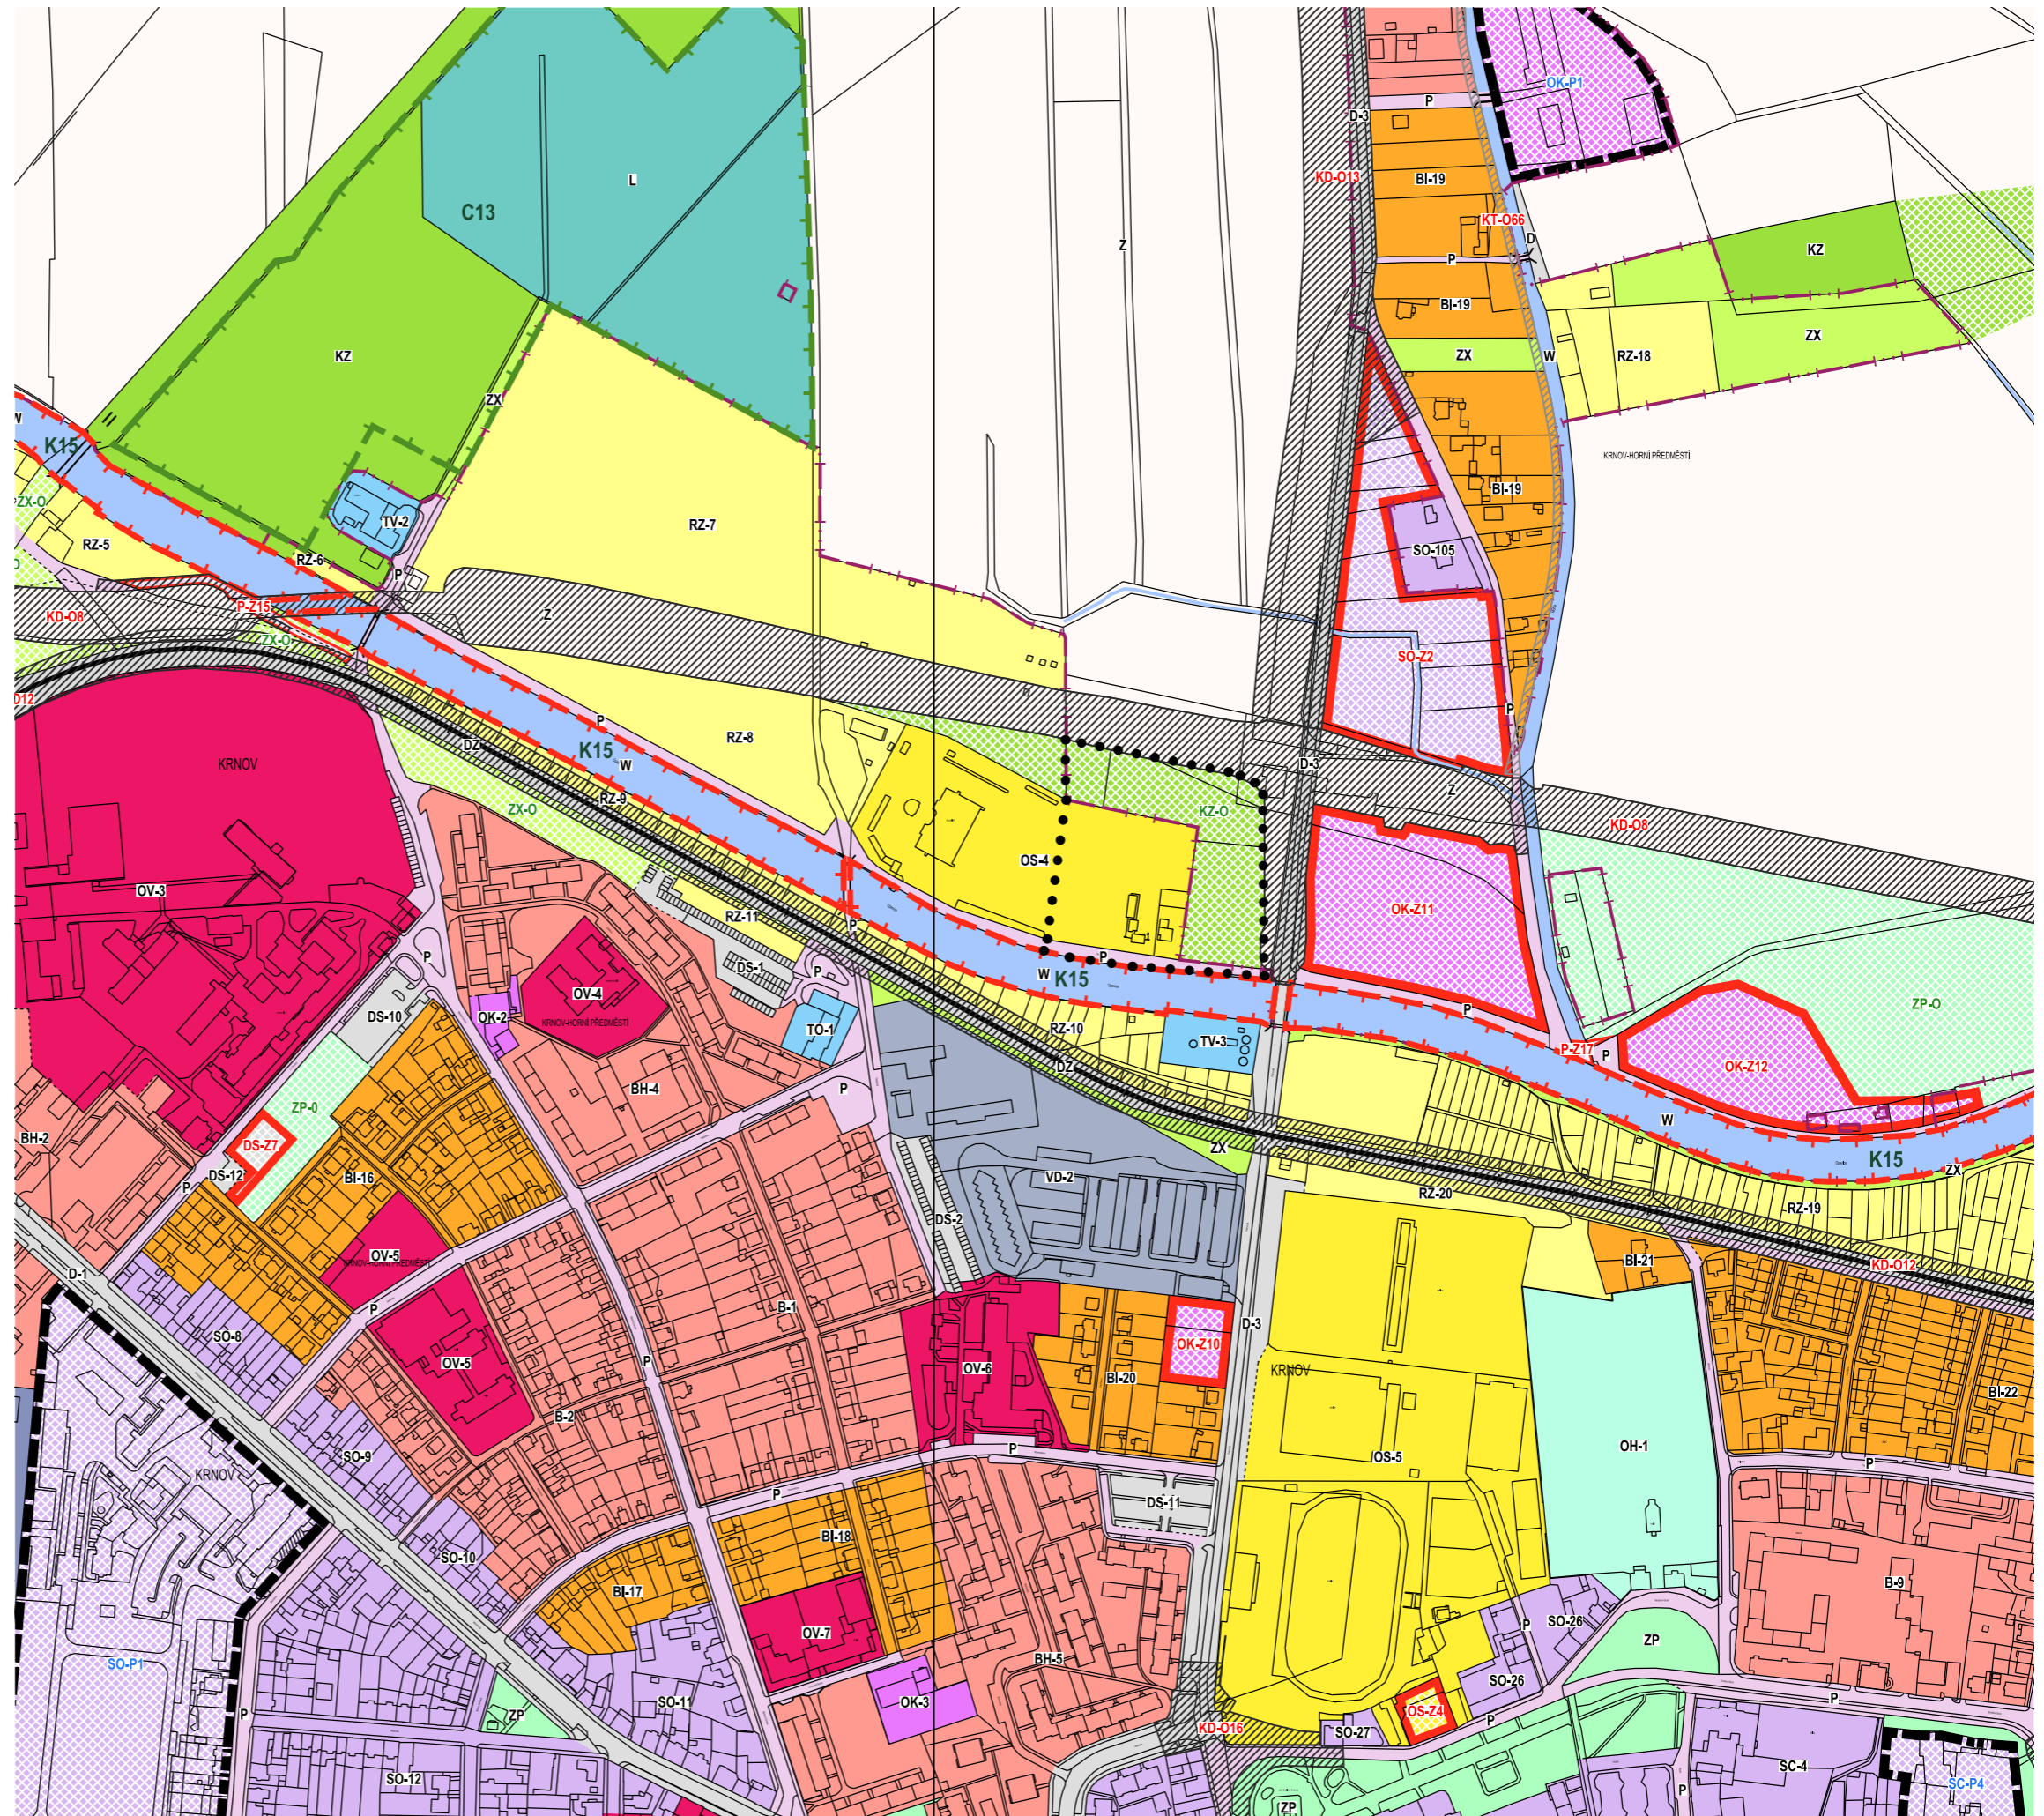 OK-P1
P
D-3
L
KD-O13
BI-19
C13
KT-O66
D
Z
P
KZ
BI-19
ZX
KZ
ZX
W
RZ-18
ZX
W
K15
KRNOV-HORNÍ PŘEDMĚSTÍ
BI-19
ZX-O
TV-2
RZ-7
RZ-5
SO-105
RZ-6
P
P-Z15
KD-O8
Z
ZX-O
SO-Z2
P
P
RZ-8
DZ
K15
W
KRNOV
D-3
Z
RZ-9
ZX-O
KZ-O
KD-O8
OS-4
OV-3
OK-Z11
RZ-11
P
P
P
DS-1
P
W
K15
OV-4
ZP-O
DS-10
OK-2
KRNOV-HORNÍ PŘEDMĚSTÍ
P
TO-1
RZ-10
TV-3
P-Z17
P
OK-Z12
DZ
BH-4
P
ZP-0
W
BH-2
DS-Z7
ZX
K15
ZX
DS-12
BI-16
VD-2
P
RZ-20
RZ-19
DS-2
OV-5
KRNOV-HORNÍ PŘEDMĚSTÍ
BI-21
KD-O12
D-1
P
B-1
SO-8
D-3
OK-Z10
OV-5
P
OV-6
KRNOV
BI-20
BI-22
B-2
OH-1
SO-9
P
OS-5
P
KRNOV
P
DS-11
BI-18
SO-10
BI-17
B-9
OV-7
SO-26
P
ZP
BH-5
SO-P1
SO-26
SO-11
OK-3
P
OS-Z4
P
ZP
P
KD-O16
SO-27
SC-4
SO-12
SC-P4
P
ZP